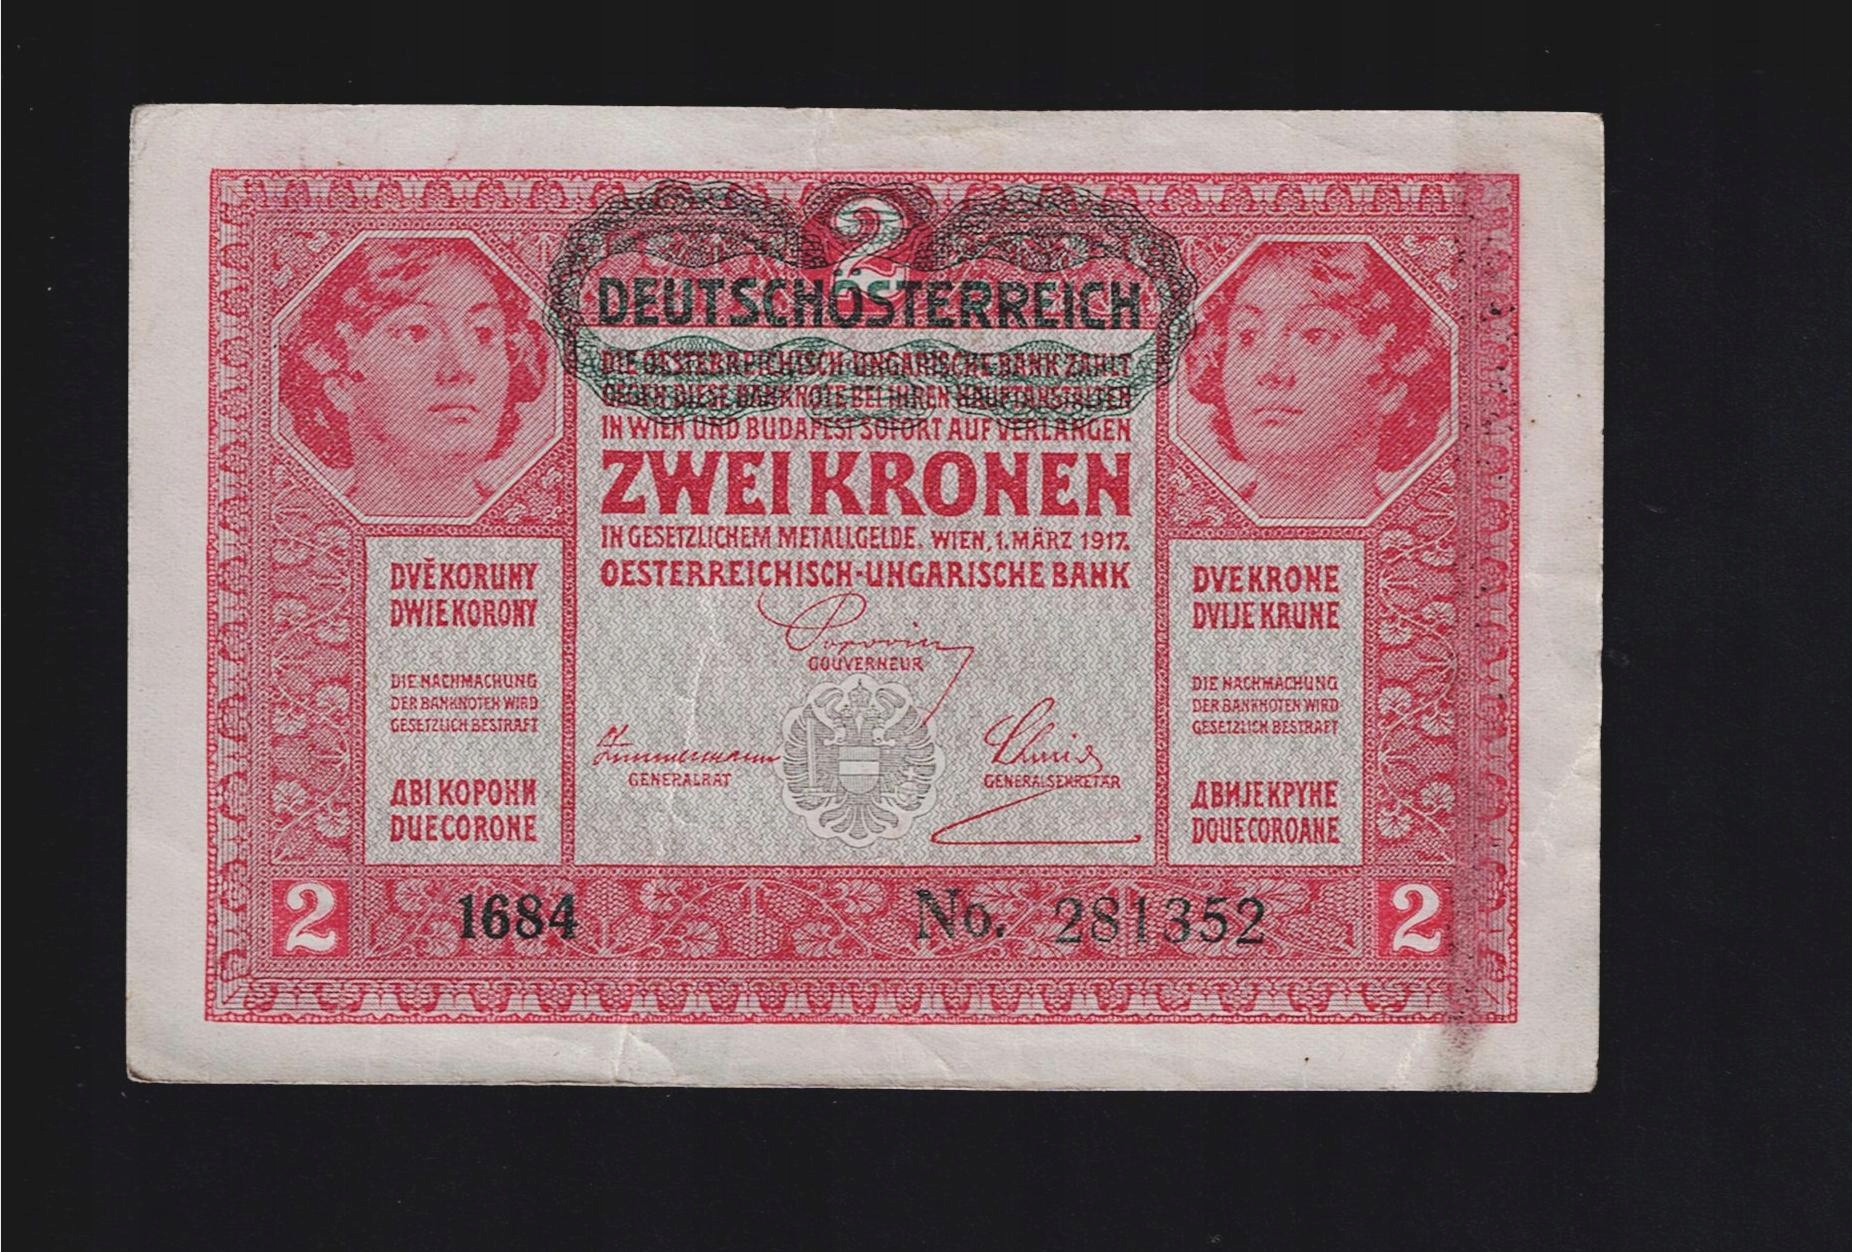 2
DEUTSCHÖSTERREICH
DIE OESTERREICHISCH-UNGARISCHE BANK ZAHLT
GEGEN DIESE BANKNOTE BEI IHREN HAUPTANSTALTEN
IN WIEN UND BUDAPEST SOFORT AUF VERLANGEN
ZWEI KRONEN
IN GESETZLICHEM METALLGELDE. WIEN, 1. MÄRZ 1917.
OESTERREICHISCH-UNGARISCHE BANK
DVĚ KORUNY
DWIE KORONY
DIE NACHMACHUNG
DER BANKNOTEN WIRD
GESETZLICH BESTRAFT
ДВІ КОРОНИ
DUE CORONE
Popovics
GOUVERNEUR
GENERALRAT
GENERALSEKRETÄR
DVE KRONE
DVIJE KRUNE
DIE NACHMACHUNG
DER BANKNOTEN WIRD
GESETZLICH BESTRAFT
ДВИЈЕ КРУНЕ
DOUE COROANE
2
1684
No. 281352
2